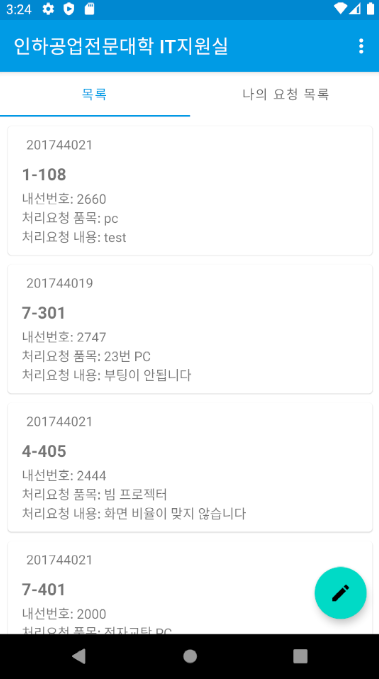 3:24
인하공업전문대학 IT지원실
목록
나의 요청 목록
201744021
1-108
내선번호: 2660
처리요청 품목: pc
처리요청 내용: test
201744019
7-301
내선번호: 2747
처리요청 품목: 23번 PC
처리요청 내용: 부팅이 안됩니다
201744021
4-405
내선번호: 2444
처리요청 품목: 빔 프로젝터
처리요청 내용: 화면 비율이 맞지 않습니다
201744021
7-401
내선번호: 2000
처리요청 품목: 전자교탁 PC